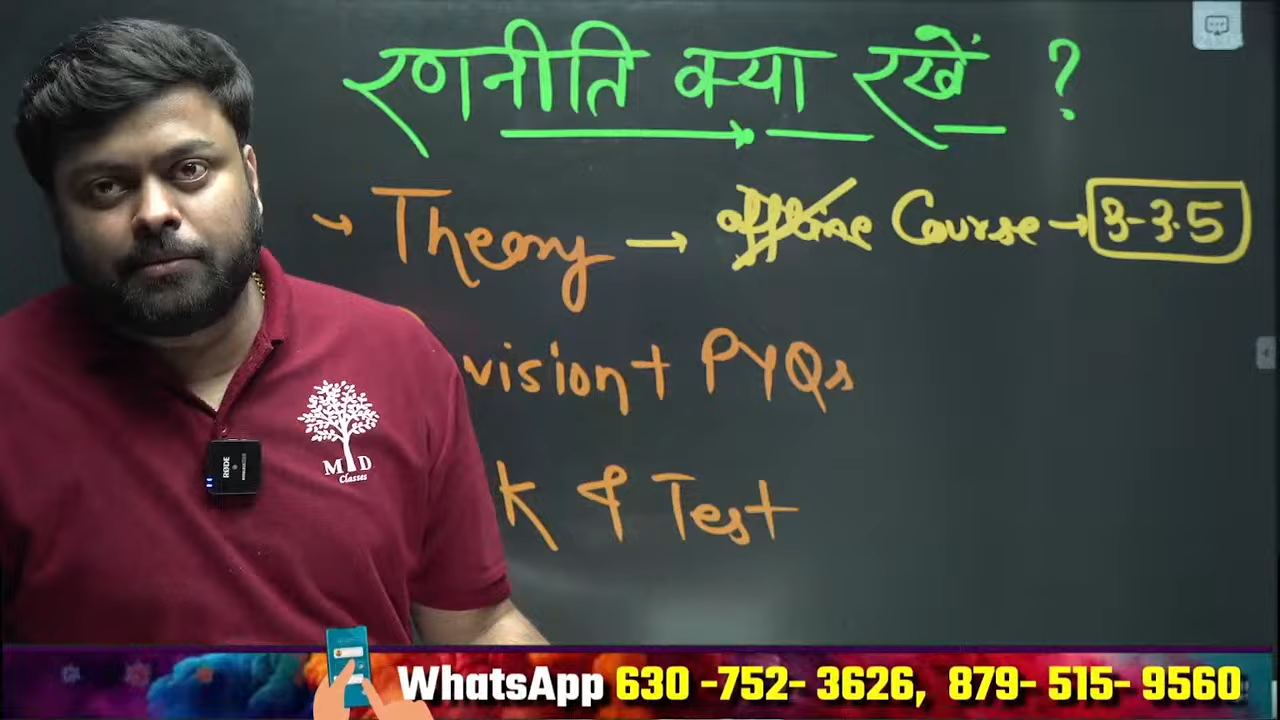 रणनीति क्या रखें ?
→ Theory → offline Course → 3-3.5
vision + PYQs
k & Test
MD
Classes
RØDE
WhatsApp 630 -752- 3626, 879- 515- 9560